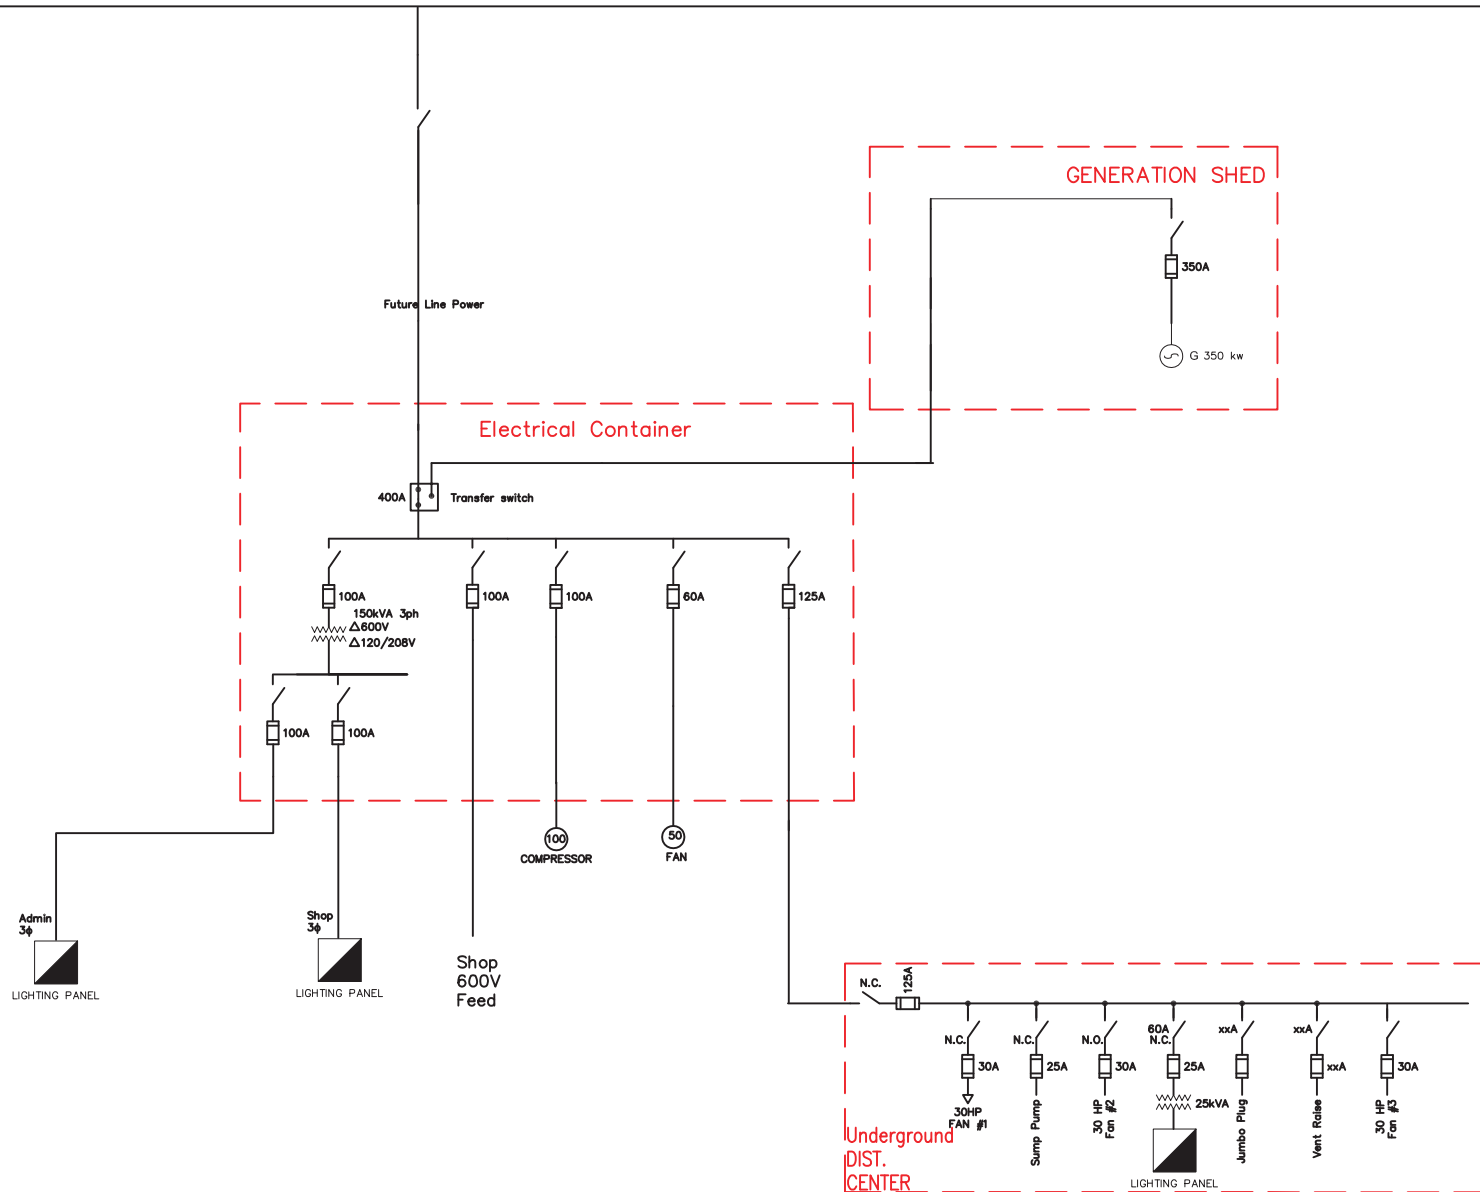 GENERATION SHED
350A
G 350 kw
Future Line Power
Electrical Container
400A
Transfer switch
100A
100A
100A
60A
125A
150kVA 3ph
Δ600V
Δ120/208V
100A
100A
100
COMPRESSOR
50
FAN
Admin
3ϕ
LIGHTING PANEL
Shop
3ϕ
LIGHTING PANEL
Shop
600V
Feed
N.C.
125A
N.C.
N.C.
N.O.
60A
N.C.
xxA
xxA
30A
25A
30A
25A
xxA
30A
30HP
FAN #1
Sump Pump
30 HP
Fan #2
25kVA
LIGHTING PANEL
Jumbo Plug
Vent Raise
30 HP
Fan #3
Underground
DIST.
CENTER